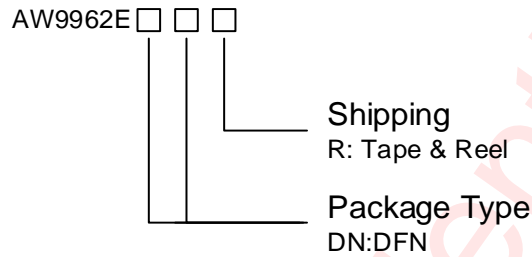 AW9962E
Shipping
R: Tape & Reel
Package Type
DN:DFN